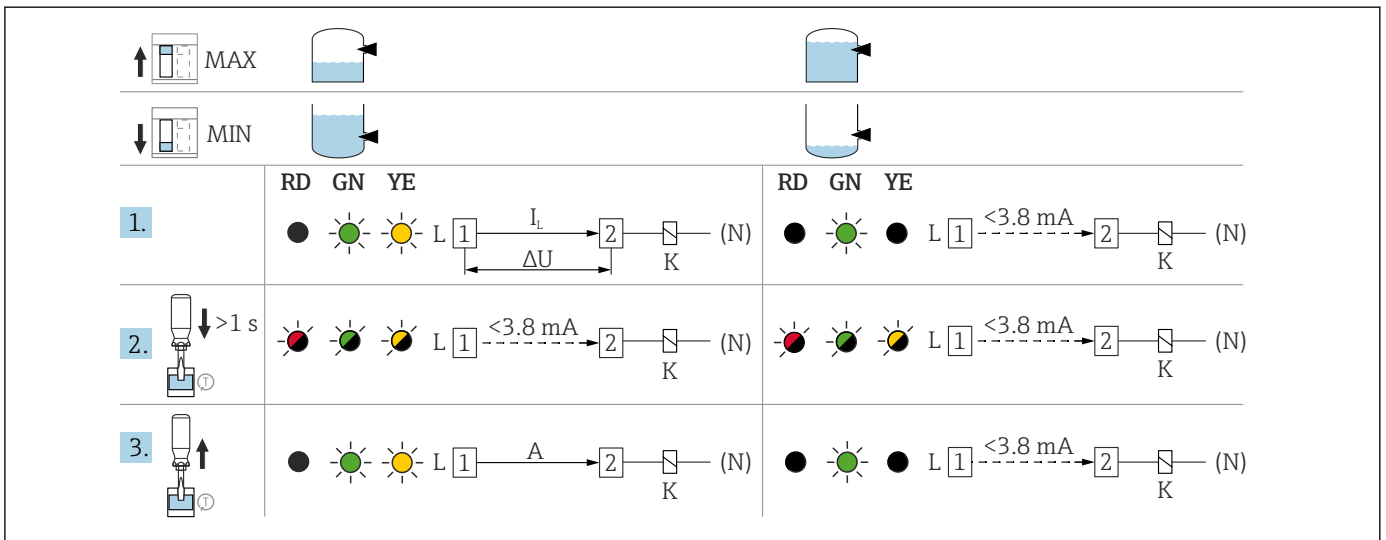 MAX
MIN
RD GN YE RD GN YE
1. L 1 I_L 2 (N) L 1 <3.8 mA 2 (N)
ΔU K K
2. >1 s L 1 <3.8 mA 2 (N) L 1 <3.8 mA 2 (N)
T K K
3. L 1 A 2 (N) L 1 <3.8 mA 2 (N)
T K K